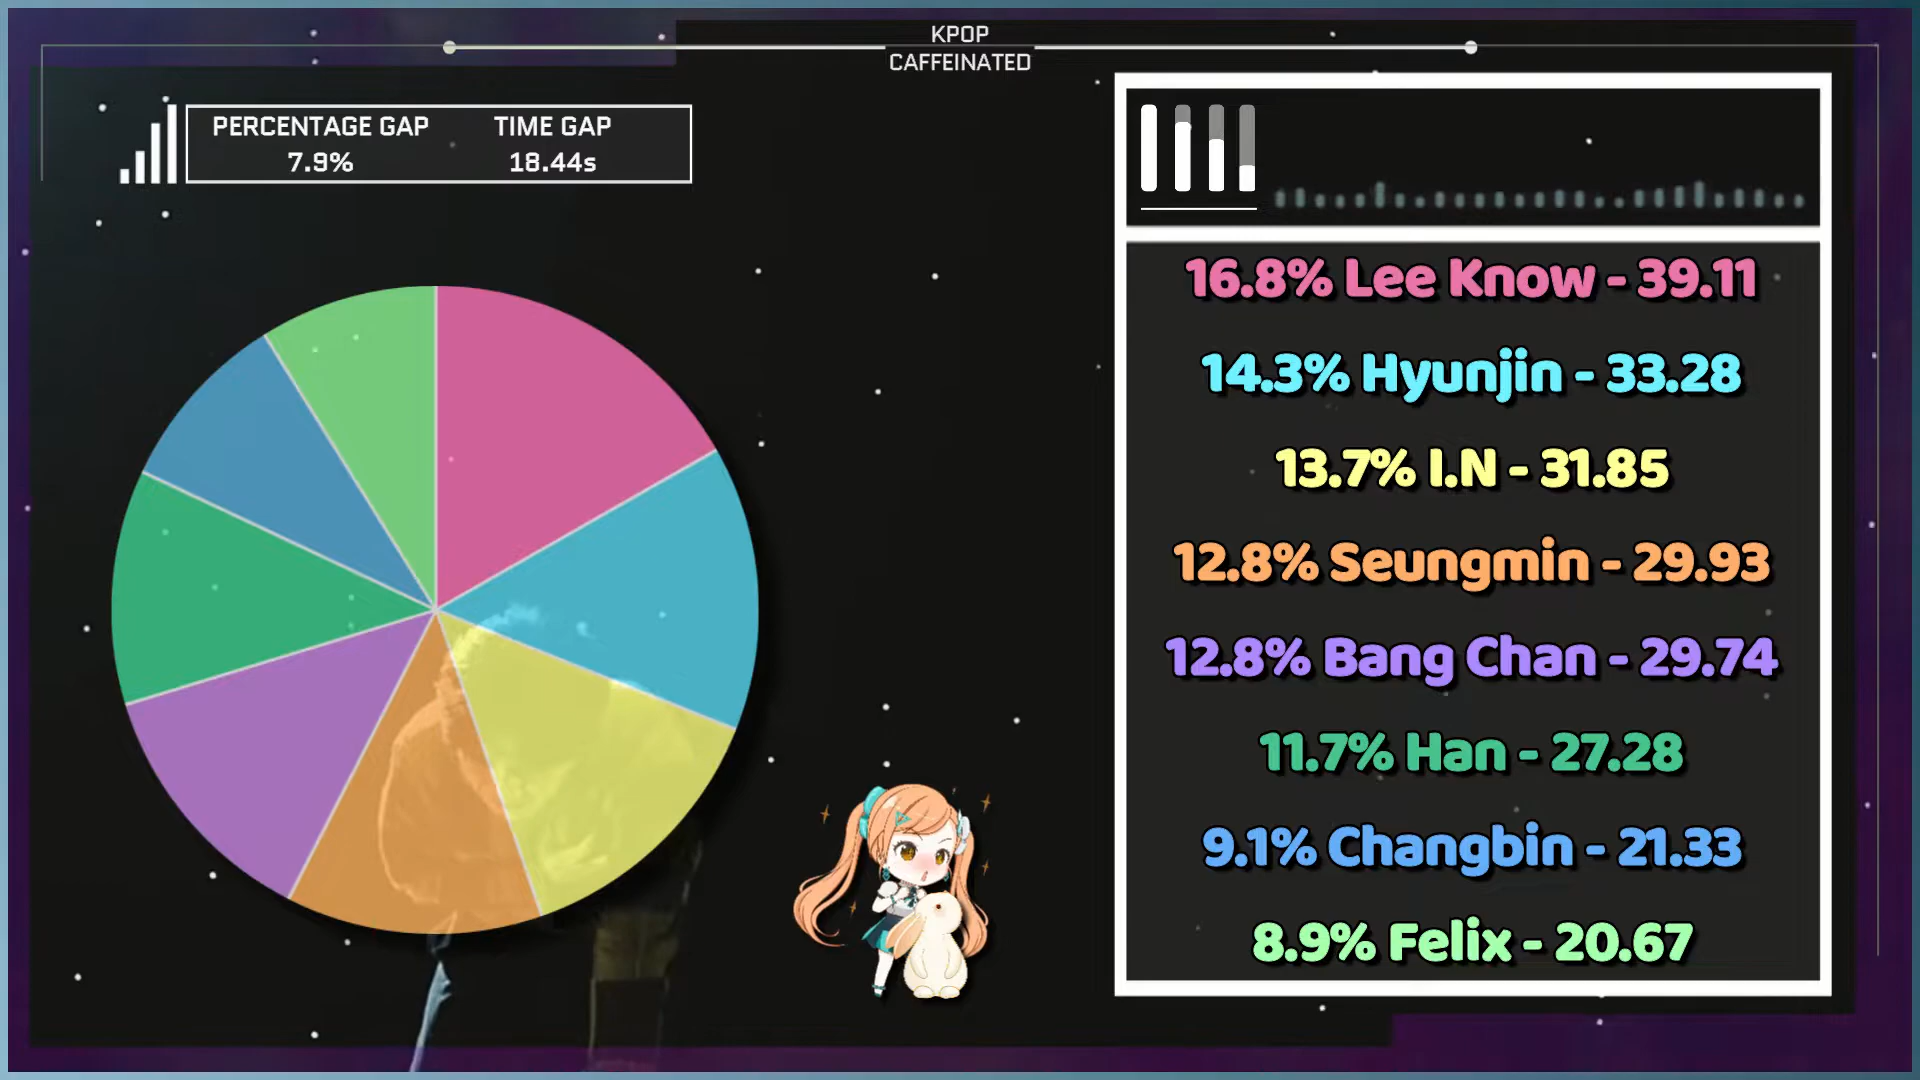 KPOP
CAFFEINATED
PERCENTAGE GAP TIME GAP
7.9% 18.44s
16.8% Lee Know - 39.11
14.3% Hyunjin - 33.28
13.7% I.N - 31.85
12.8% Seungmin - 29.93
12.8% Bang Chan - 29.74
11.7% Han - 27.28
9.1% Changbin - 21.33
8.9% Felix - 20.67